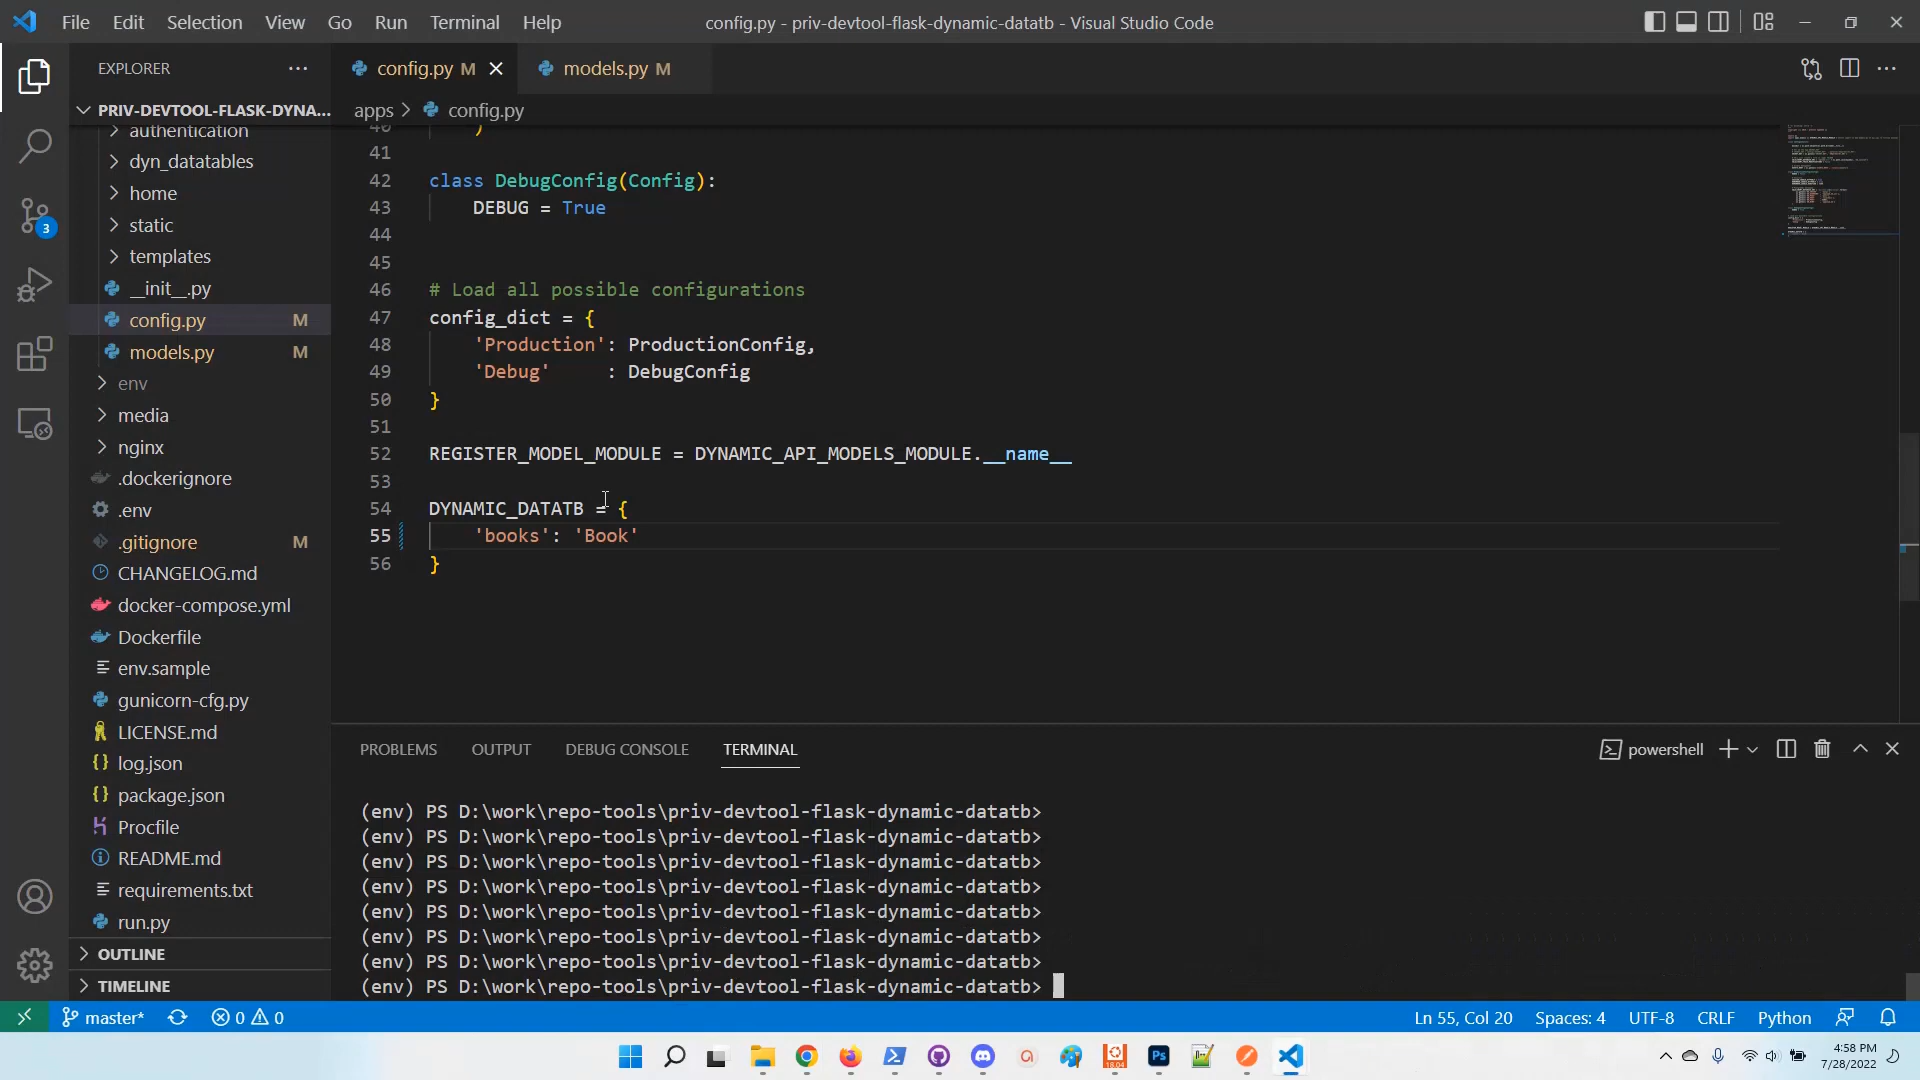 File Edit Selection View Go Run Terminal Help
config.py - priv-devtool-flask-dynamic-datatb - Visual Studio Code
EXPLORER
config.py M
models.py M
PRIV-DEVTOOL-FLASK-DYNA...
authentication
dyn_datatables
home
static
templates
__init__.py
config.py M
models.py M
env
media
nginx
.dockerignore
.env
.gitignore M
CHANGELOG.md
docker-compose.yml
Dockerfile
env.sample
gunicorn-cfg.py
LICENSE.md
log.json
package.json
Procfile
README.md
requirements.txt
run.py
OUTLINE
TIMELINE
3
apps > config.py
40 )
41
42 class DebugConfig(Config):
43 DEBUG = True
44
45
46 # Load all possible configurations
47 config_dict = {
48 'Production': ProductionConfig,
49 'Debug' : DebugConfig
50 }
51
52 REGISTER_MODEL_MODULE = DYNAMIC_API_MODELS_MODULE.__name__
53
54 DYNAMIC_DATATB = {
55 'books': 'Book'
56 }
PROBLEMS OUTPUT DEBUG CONSOLE TERMINAL
powershell
(env) PS D:\work\repo-tools\priv-devtool-flask-dynamic-datatb>
(env) PS D:\work\repo-tools\priv-devtool-flask-dynamic-datatb>
(env) PS D:\work\repo-tools\priv-devtool-flask-dynamic-datatb>
(env) PS D:\work\repo-tools\priv-devtool-flask-dynamic-datatb>
(env) PS D:\work\repo-tools\priv-devtool-flask-dynamic-datatb>
(env) PS D:\work\repo-tools\priv-devtool-flask-dynamic-datatb>
(env) PS D:\work\repo-tools\priv-devtool-flask-dynamic-datatb>
(env) PS D:\work\repo-tools\priv-devtool-flask-dynamic-datatb>
master* 0 0
Ln 55, Col 20 Spaces: 4 UTF-8 CRLF Python
18.04
Ps
4:58 PM
7/28/2022